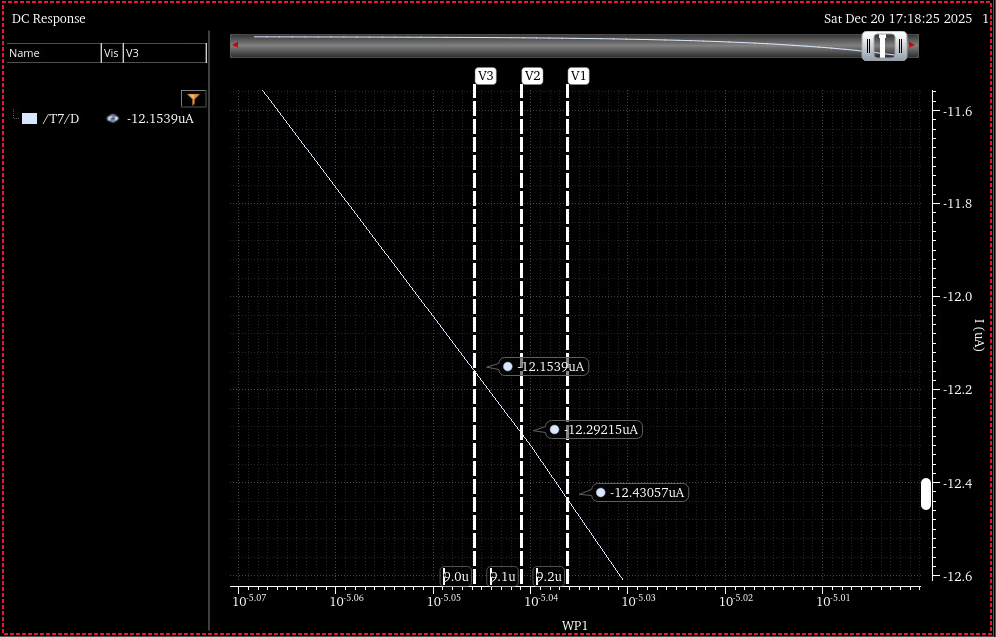 DC Response
Sat Dec 20 17:18:25 2025 1
Name Vis V3
/T7/D -12.1539uA
V3 V2 V1
-11.6
-11.8
-12.0
-12.2
-12.4
-12.6
I (uA)
-12.1539uA
-12.29215uA
-12.43057uA
9.0u 9.1u 9.2u
10-5.07 10-5.06 10-5.05 10-5.04 10-5.03 10-5.02 10-5.01
WP1